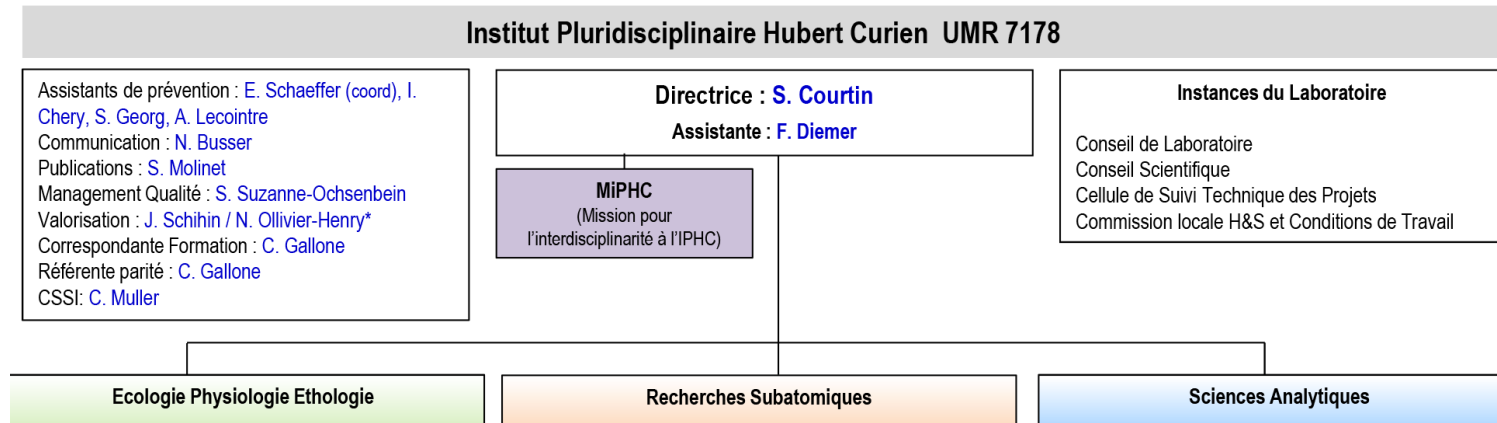 Institut Pluridisciplinaire Hubert Curien UMR 7178
Assistants de prévention : E. Schaeffer (coord), I.
Chery, S. Georg, A. Lecointre
Communication : N. Busser
Publications : S. Molinet
Management Qualité : S. Suzanne-Ochsenbein
Valorisation : J. Schihin / N. Ollivier-Henry*
Correspondante Formation : C. Gallone
Référente parité : C. Gallone
CSSI: C. Muller
Directrice : S. Courtin
Assistante : F. Diemer
MiPHC
(Mission pour
l'interdisciplinarité à l'IPHC)
Instances du Laboratoire
Conseil de Laboratoire
Conseil Scientifique
Cellule de Suivi Technique des Projets
Commission locale H&S et Conditions de Travail
Ecologie Physiologie Ethologie
Recherches Subatomiques
Sciences Analytiques